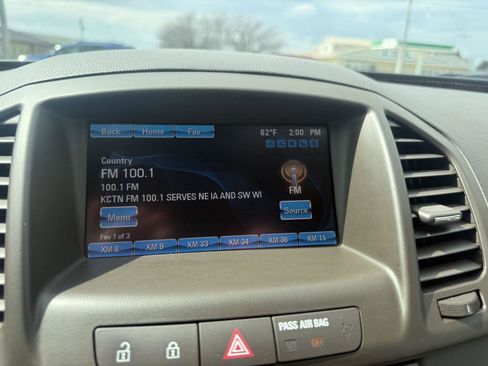 Back Home Fav 62°F 2:00 PM
Country
FM 100.1
100.1 FM
KCTN FM 100.1 SERVES NE IA AND SW WI
FM
Menu
Source
Fav 1 of 3
XM 8 XM 9 XM 33 XM 34 XM 36 XM 15
PASS AIR BAG
OFF